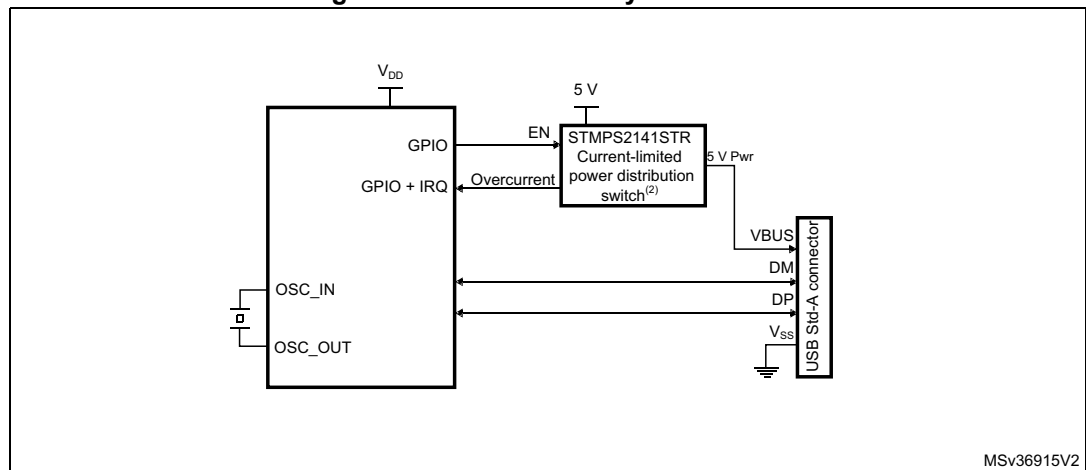 V_DD
5 V
GPIO
EN
STMPS2141STR
Current-limited
power distribution
switch(2)
5 V Pwr
GPIO + IRQ
Overcurrent
VBUS
DM
DP
V_SS
USB Std-A connector
OSC_IN
OSC_OUT
MSv36915V2